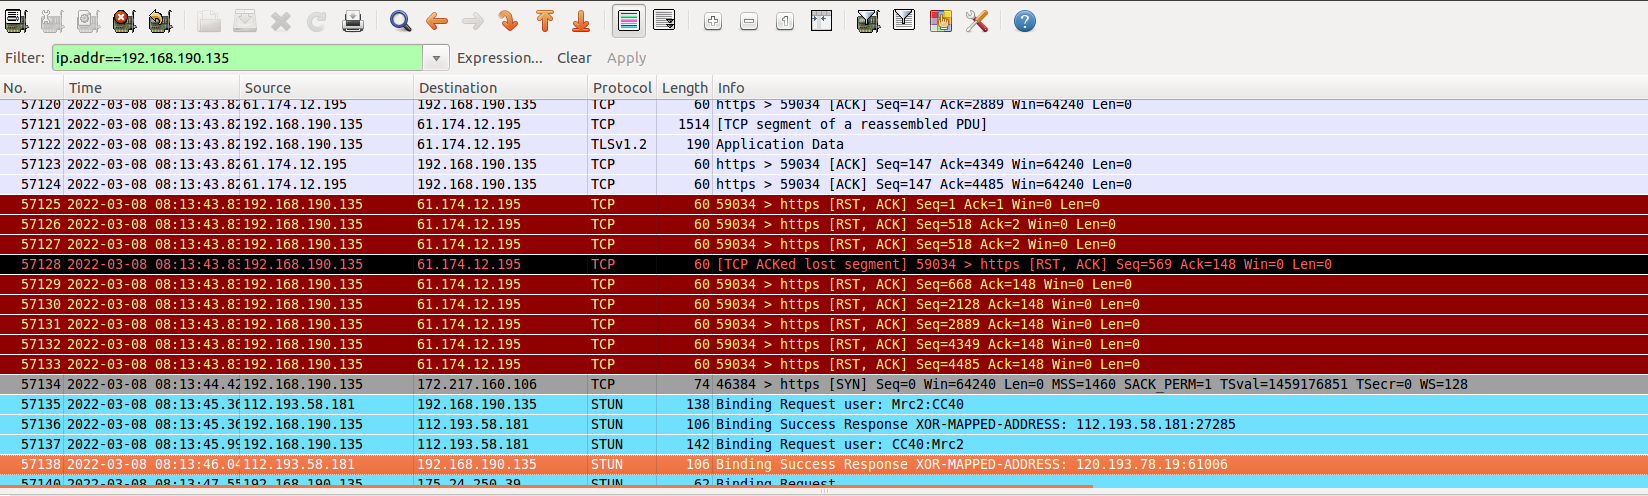 Filter: ip.addr==192.168.190.135 Expression... Clear Apply
No. Time Source Destination Protocol Length Info
57120 2022-03-08 08:13:43.82 61.174.12.195 192.168.190.135 TCP 60 https > 59034 [ACK] Seq=147 Ack=2889 Win=64240 Len=0
57121 2022-03-08 08:13:43.82 192.168.190.135 61.174.12.195 TCP 1514 [TCP segment of a reassembled PDU]
57122 2022-03-08 08:13:43.82 192.168.190.135 61.174.12.195 TLSv1.2 190 Application Data
57123 2022-03-08 08:13:43.82 61.174.12.195 192.168.190.135 TCP 60 https > 59034 [ACK] Seq=147 Ack=4349 Win=64240 Len=0
57124 2022-03-08 08:13:43.82 61.174.12.195 192.168.190.135 TCP 60 https > 59034 [ACK] Seq=147 Ack=4485 Win=64240 Len=0
57125 2022-03-08 08:13:43.83 192.168.190.135 61.174.12.195 TCP 60 59034 > https [RST, ACK] Seq=1 Ack=1 Win=0 Len=0
57126 2022-03-08 08:13:43.83 192.168.190.135 61.174.12.195 TCP 60 59034 > https [RST, ACK] Seq=518 Ack=2 Win=0 Len=0
57127 2022-03-08 08:13:43.83 192.168.190.135 61.174.12.195 TCP 60 59034 > https [RST, ACK] Seq=518 Ack=2 Win=0 Len=0
57128 2022-03-08 08:13:43.83 192.168.190.135 61.174.12.195 TCP 60 [TCP ACKed lost segment] 59034 > https [RST, ACK] Seq=569 Ack=148 Win=0 Len=0
57129 2022-03-08 08:13:43.83 192.168.190.135 61.174.12.195 TCP 60 59034 > https [RST, ACK] Seq=668 Ack=148 Win=0 Len=0
57130 2022-03-08 08:13:43.83 192.168.190.135 61.174.12.195 TCP 60 59034 > https [RST, ACK] Seq=2128 Ack=148 Win=0 Len=0
57131 2022-03-08 08:13:43.83 192.168.190.135 61.174.12.195 TCP 60 59034 > https [RST, ACK] Seq=2889 Ack=148 Win=0 Len=0
57132 2022-03-08 08:13:43.83 192.168.190.135 61.174.12.195 TCP 60 59034 > https [RST, ACK] Seq=4349 Ack=148 Win=0 Len=0
57133 2022-03-08 08:13:43.83 192.168.190.135 61.174.12.195 TCP 60 59034 > https [RST, ACK] Seq=4485 Ack=148 Win=0 Len=0
57134 2022-03-08 08:13:44.42 192.168.190.135 172.217.160.106 TCP 74 46384 > https [SYN] Seq=0 Win=64240 Len=0 MSS=1460 SACK_PERM=1 TSval=1459176851 TSecr=0 WS=128
57135 2022-03-08 08:13:45.36 112.193.58.181 192.168.190.135 STUN 138 Binding Request user: Mrc2:CC40
57136 2022-03-08 08:13:45.36 192.168.190.135 112.193.58.181 STUN 106 Binding Success Response XOR-MAPPED-ADDRESS: 112.193.58.181:27285
57137 2022-03-08 08:13:45.99 192.168.190.135 112.193.58.181 STUN 142 Binding Request user: CC40:Mrc2
57138 2022-03-08 08:13:46.04 112.193.58.181 192.168.190.135 STUN 106 Binding Success Response XOR-MAPPED-ADDRESS: 120.193.78.19:61006
57140 2022-03-08 08:13:47.55 192.168.190.135 175.24.250.39 STUN 62 Binding Request